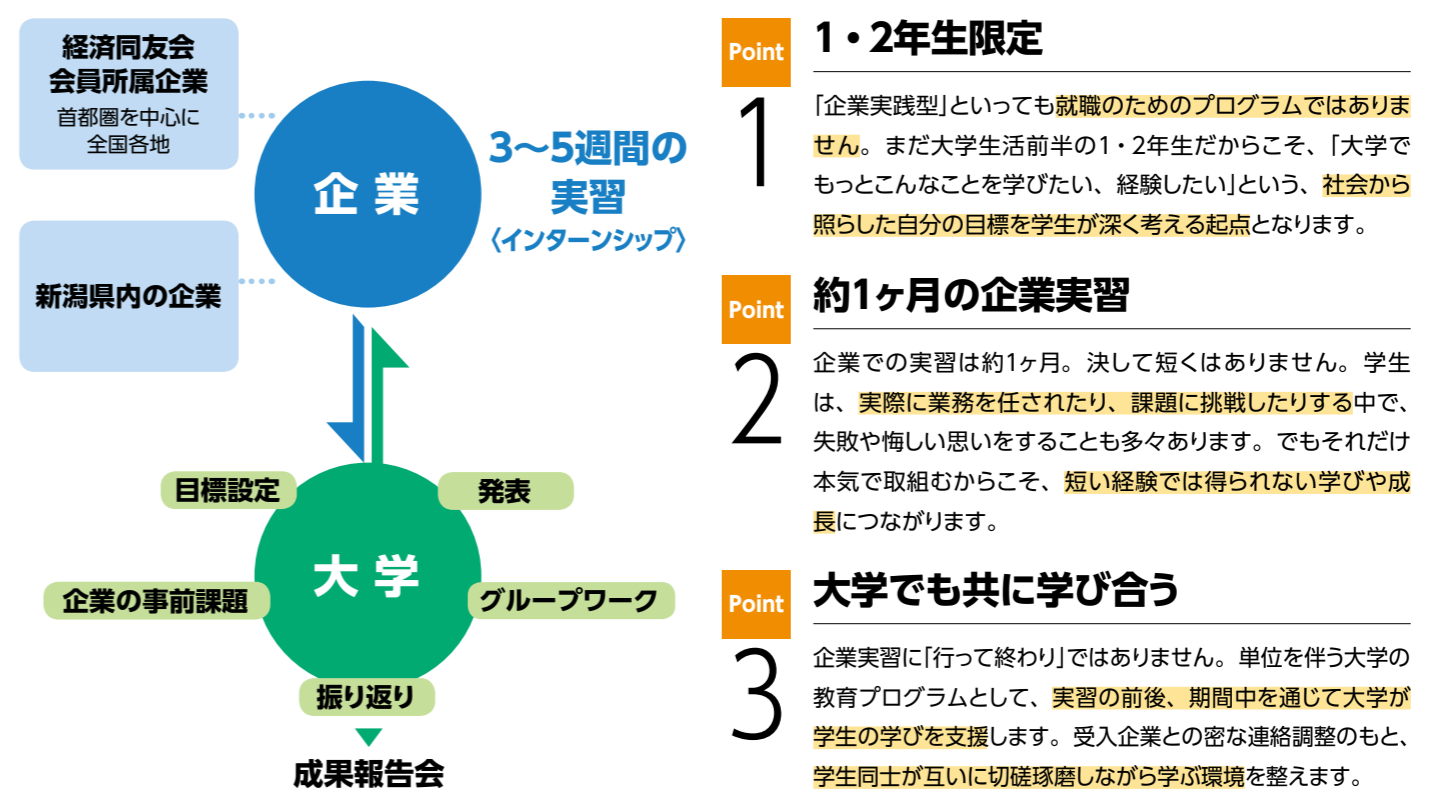 経済同友会
会員所属企業
首都圏を中心に
全国各地
新潟県内の企業
企業
3〜5週間の
実習
〈インターンシップ〉
目標設定
発表
大学
企業の事前課題
グループワーク
振り返り
成果報告会
Point
1
1・2年生限定
「企業実践型」といっても就職のためのプログラムではありま
せん。まだ大学生活前半の1・2年生だからこそ、「大学で
もっとこんなことを学びたい、経験したい」という、社会から
照らした自分の目標を学生が深く考える起点となります。
Point
2
約1ヶ月の企業実習
企業での実習は約1ヶ月。決して短くはありません。学生
は、実際に業務を任されたり、課題に挑戦したりする中で、
失敗や悔しい思いをすることも多々あります。でもそれだけ
本気で取組むからこそ、短い経験では得られない学びや成
長につながります。
Point
3
大学でも共に学び合う
企業実習に「行って終わり」ではありません。単位を伴う大学の
教育プログラムとして、実習の前後、期間中を通じて大学が
学生の学びを支援します。受入企業との密な連絡調整のもと、
学生同士が互いに切磋琢磨しながら学ぶ環境を整えます。